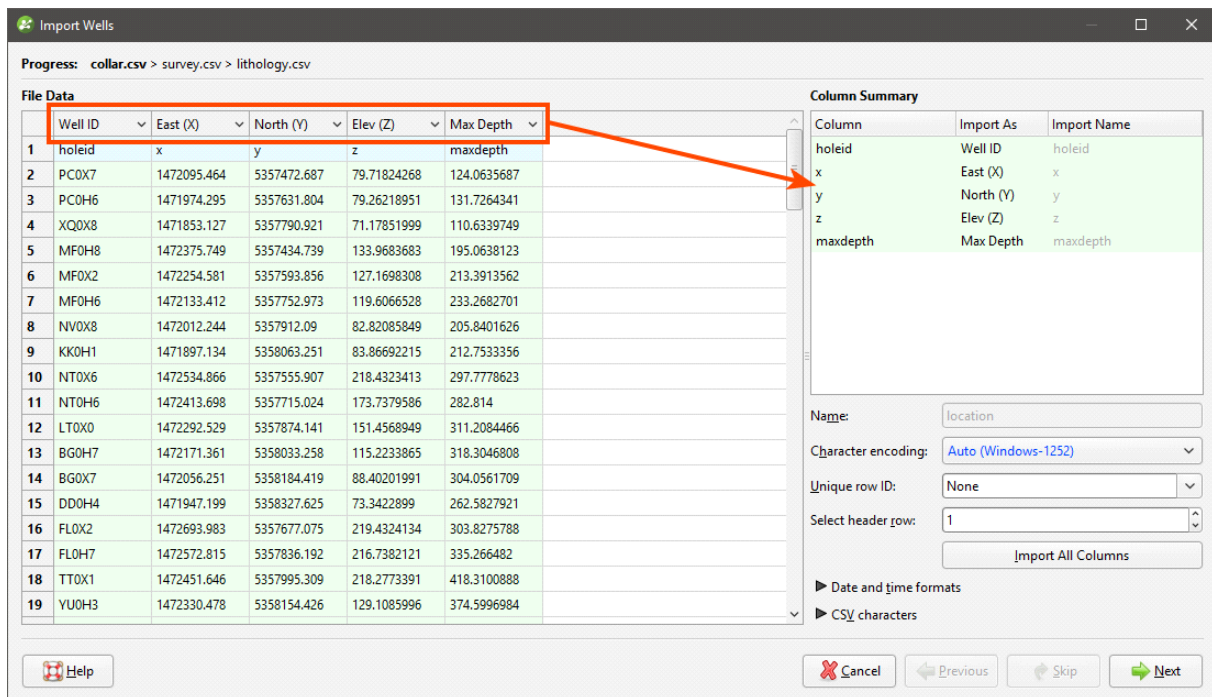 Import Wells
Progress: collar.csv > survey.csv > lithology.csv
File Data
Well ID East (X) North (Y) Elev (Z) Max Depth
1 holeid x y z maxdepth
2 PC0X7 1472095.464 5357472.687 79.71824268 124.0635687
3 PC0H6 1471974.295 5357631.804 79.26218951 131.7264341
4 XQ0X8 1471853.127 5357790.921 71.17851999 110.6339749
5 MF0H8 1472375.749 5357434.739 133.9683683 195.0638123
6 MF0X2 1472254.581 5357593.856 127.1698308 213.3913562
7 MF0H6 1472133.412 5357752.973 119.6066528 233.2682701
8 NV0X8 1472012.244 5357912.09 82.82085849 205.8401626
9 KK0H1 1471897.134 5358063.251 83.86692215 212.7533356
10 NT0X6 1472534.866 5357555.907 218.4323413 297.7778623
11 NT0H6 1472413.698 5357715.024 173.7379586 282.814
12 LT0X0 1472292.529 5357874.141 151.4568949 311.2084466
13 BG0H7 1472171.361 5358033.258 115.2233865 318.3046808
14 BG0X7 1472056.251 5358184.419 88.40201991 304.0561709
15 DD0H4 1471947.199 5358327.625 73.3422899 262.5827921
16 FL0X2 1472693.983 5357677.075 219.4324134 303.8275788
17 FL0H7 1472572.815 5357836.192 216.7382121 335.266482
18 TT0X1 1472451.646 5357995.309 218.2773391 418.3100888
19 YU0H3 1472330.478 5358154.426 129.1085996 374.5996984
Column Summary
Column Import As Import Name
holeid Well ID holeid
x East (X) x
y North (Y) y
z Elev (Z) z
maxdepth Max Depth maxdepth
Name: location
Character encoding: Auto (Windows-1252)
Unique row ID: None
Select header row: 1
Import All Columns
Date and time formats
CSV characters
Help
Cancel Previous Skip Next